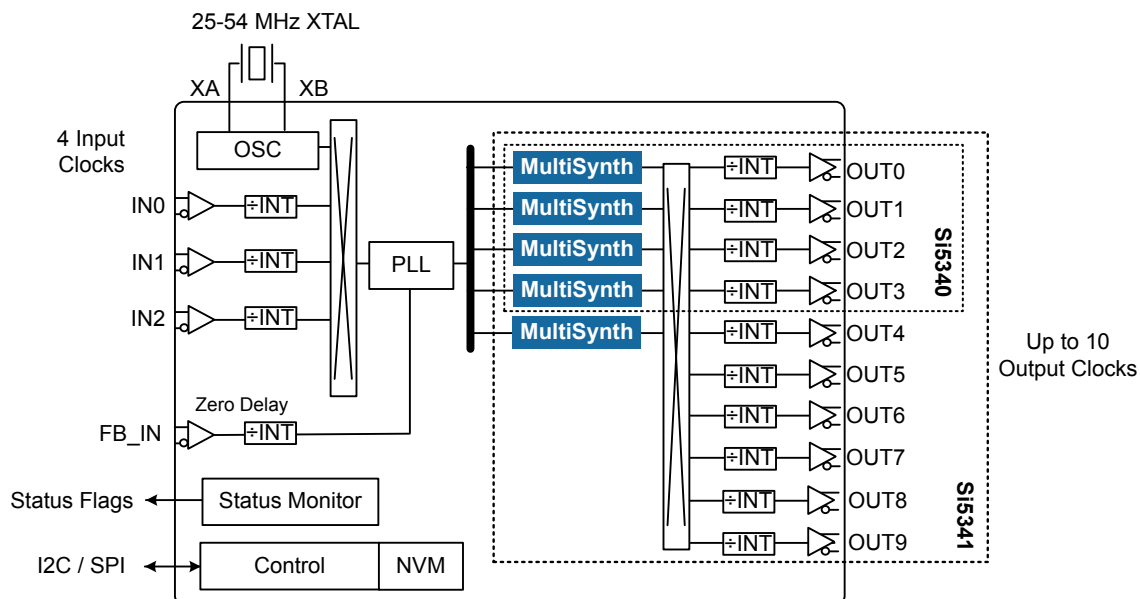 25-54 MHz XTAL
XA
XB
4 Input
Clocks
OSC
IN0
÷INT
IN1
÷INT
IN2
÷INT
PLL
Zero Delay
FB_IN
÷INT
Status Flags
Status Monitor
I2C / SPI
Control
NVM
MultiSynth
÷INT
OUT0
MultiSynth
÷INT
OUT1
MultiSynth
÷INT
OUT2
MultiSynth
÷INT
OUT3
MultiSynth
÷INT
OUT4
÷INT
OUT5
÷INT
OUT6
÷INT
OUT7
÷INT
OUT8
÷INT
OUT9
Si5340
Si5341
Up to 10
Output Clocks